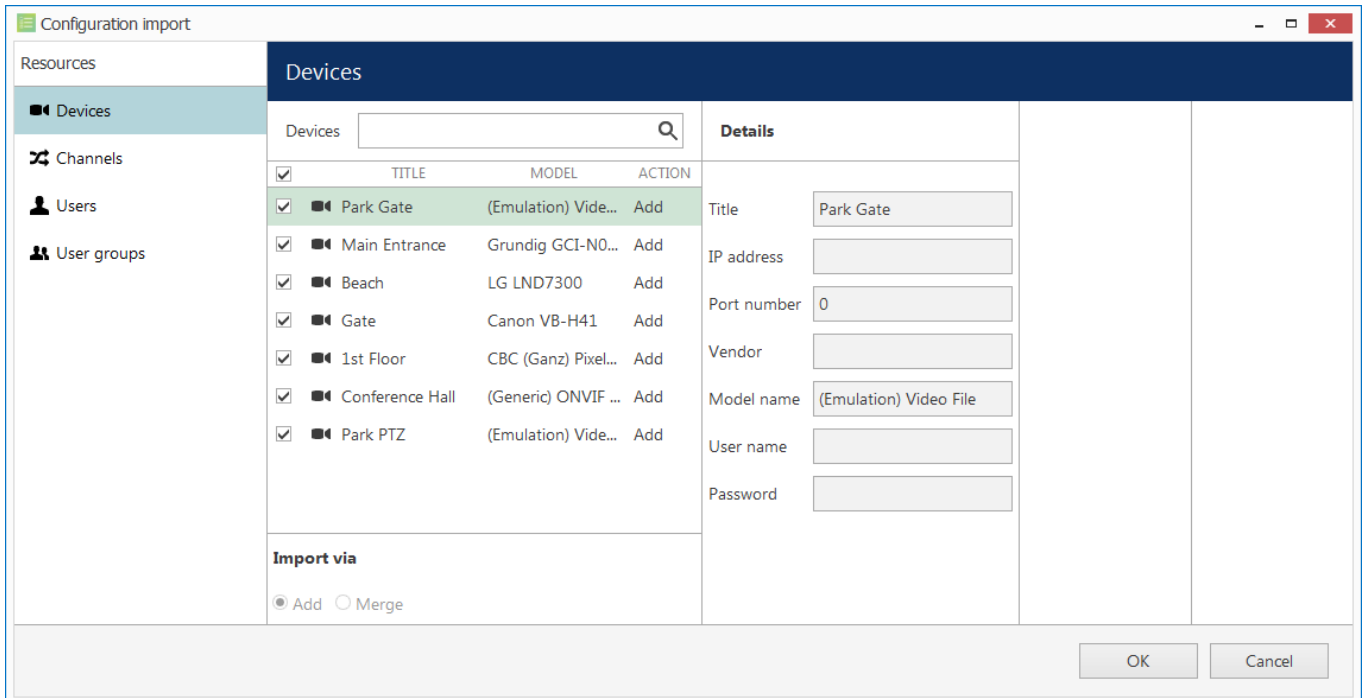 Configuration import
Resources
Devices
Channels
Users
User groups
Devices
Devices
TITLE MODEL ACTION
Park Gate (Emulation) Vide... Add
Main Entrance Grundig GCI-N0... Add
Beach LG LND7300 Add
Gate Canon VB-H41 Add
1st Floor CBC (Ganz) Pixel... Add
Conference Hall (Generic) ONVIF ... Add
Park PTZ (Emulation) Vide... Add
Import via
Add Merge
Details
Title Park Gate
IP address
Port number 0
Vendor
Model name (Emulation) Video File
User name
Password
OK Cancel